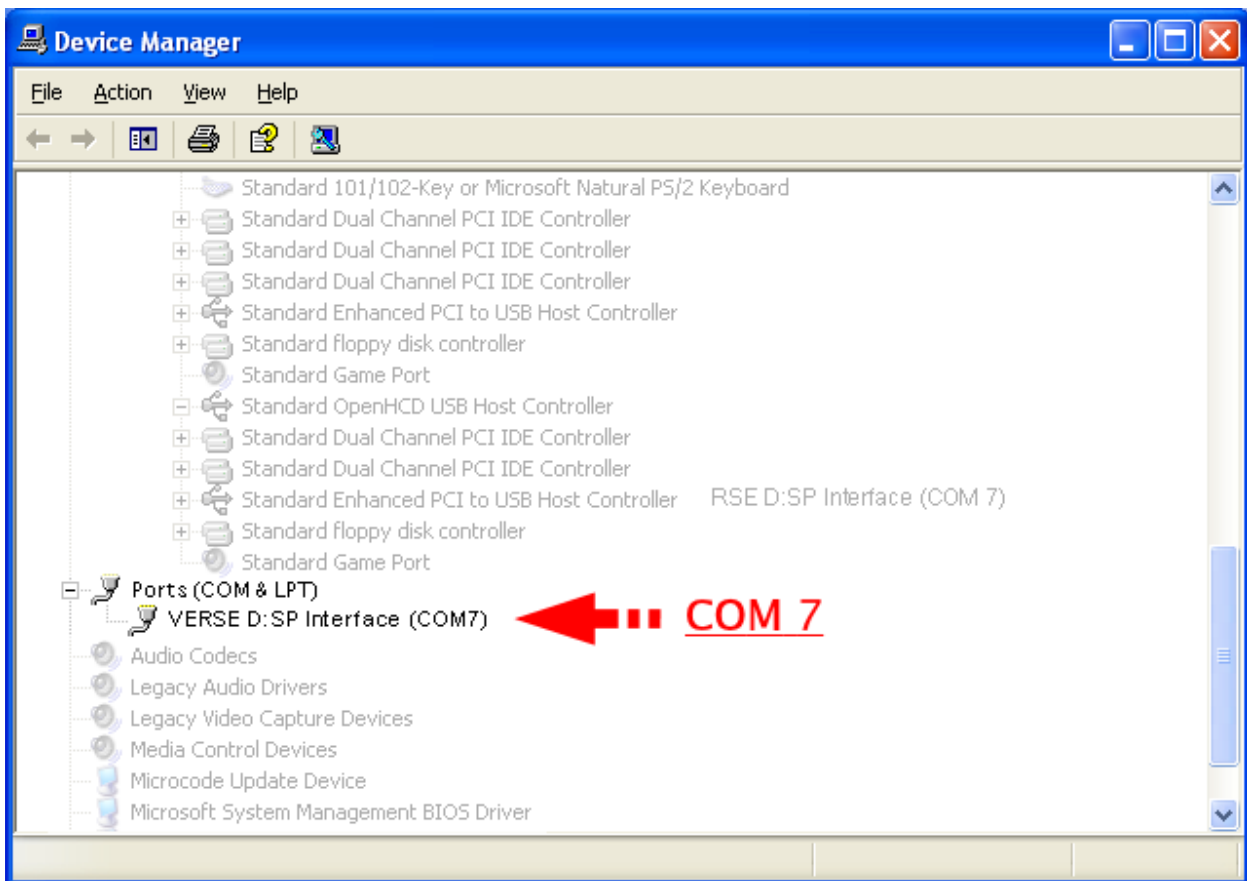 Device Manager
File Action View Help
Standard 101/102-Key or Microsoft Natural PS/2 Keyboard
Standard Dual Channel PCI IDE Controller
Standard Dual Channel PCI IDE Controller
Standard Dual Channel PCI IDE Controller
Standard Enhanced PCI to USB Host Controller
Standard floppy disk controller
Standard Game Port
Standard OpenHCD USB Host Controller
Standard Dual Channel PCI IDE Controller
Standard Dual Channel PCI IDE Controller
Standard Enhanced PCI to USB Host Controller RSE D:SP Interface (COM 7)
Standard floppy disk controller
Standard Game Port
Ports (COM & LPT)
VERSE D:SP Interface (COM7) COM 7
Audio Codecs
Legacy Audio Drivers
Legacy Video Capture Devices
Media Control Devices
Microcode Update Device
Microsoft System Management BIOS Driver